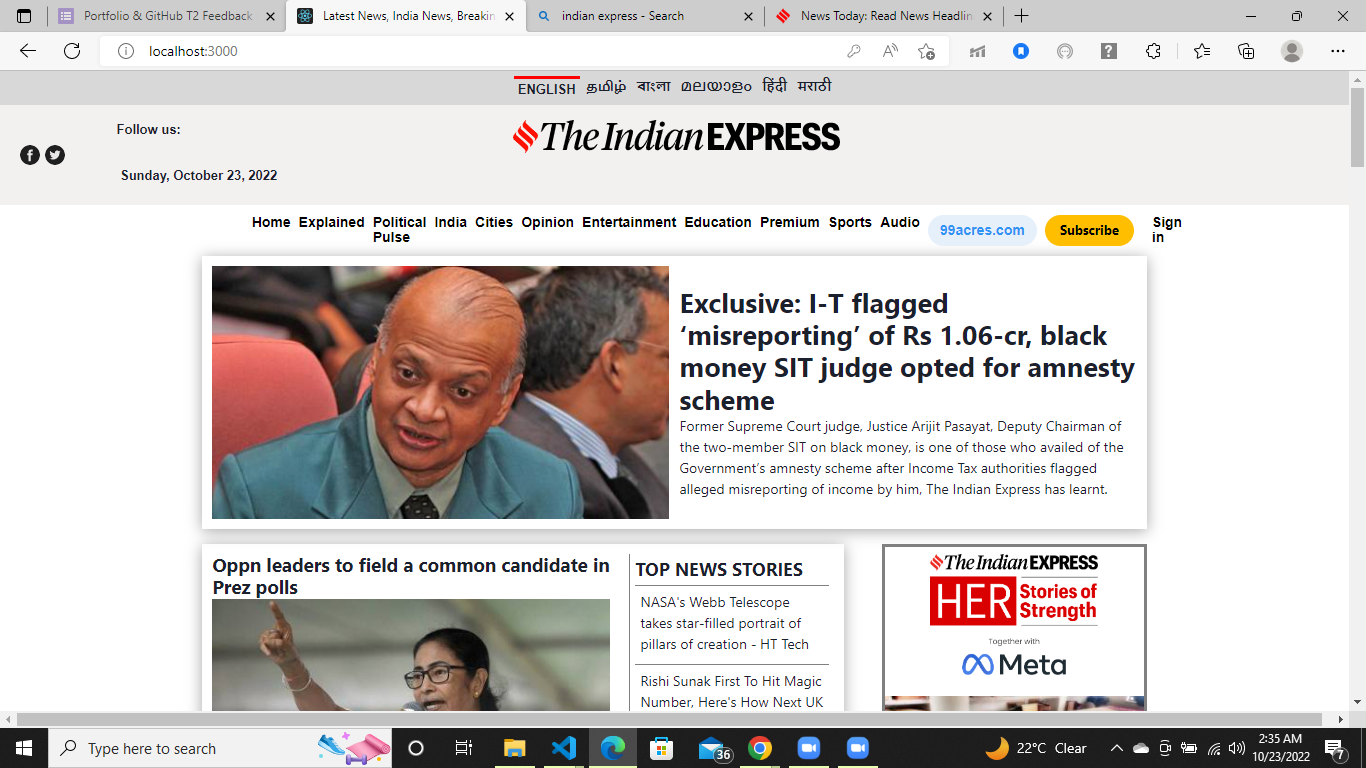 Portfolio & GitHub T2 Feedback
Latest News, India News, Breakin
indian express - Search
News Today: Read News Headlin
localhost:3000
ENGLISH தமிழ் বাংলা മലയാളം हिंदी मराठी
Follow us:
The Indian EXPRESS
Sunday, October 23, 2022
Home Explained Political Pulse India Cities Opinion Entertainment Education Premium Sports Audio 99acres.com Subscribe Sign in
Exclusive: I-T flagged
‘misreporting’ of Rs 1.06-cr, black
money SIT judge opted for amnesty
scheme
Former Supreme Court judge, Justice Arijit Pasayat, Deputy Chairman of
the two-member SIT on black money, is one of those who availed of the
Government’s amnesty scheme after Income Tax authorities flagged
alleged misreporting of income by him, The Indian Express has learnt.
Oppn leaders to field a common candidate in
Prez polls
TOP NEWS STORIES
NASA's Webb Telescope
takes star-filled portrait of
pillars of creation - HT Tech
Rishi Sunak First To Hit Magic
Number, Here's How Next UK
The Indian EXPRESS
HER Stories of
Strength
Together with
Meta
Type here to search
36
22°C Clear
2:35 AM
10/23/2022
7